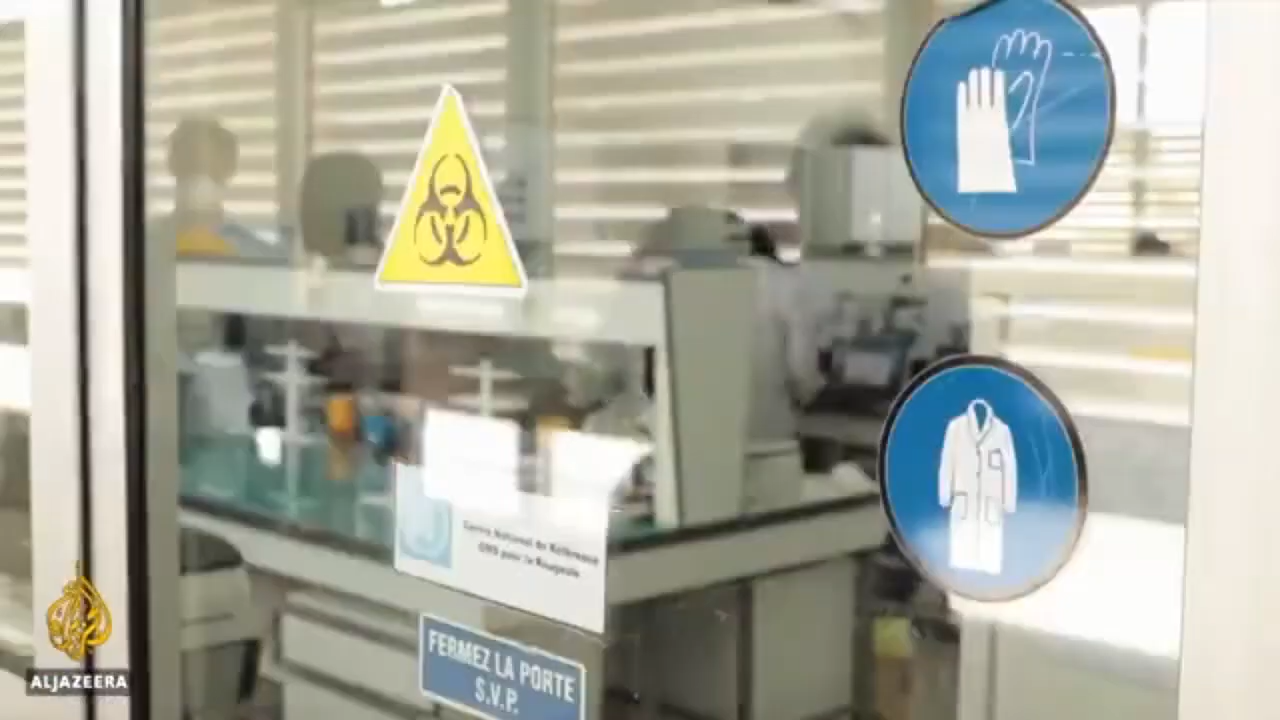 Centre National de Référence
OMS pour la Rougeole
FERMEZ LA PORTE
S.V.P.
ALJAZEERA